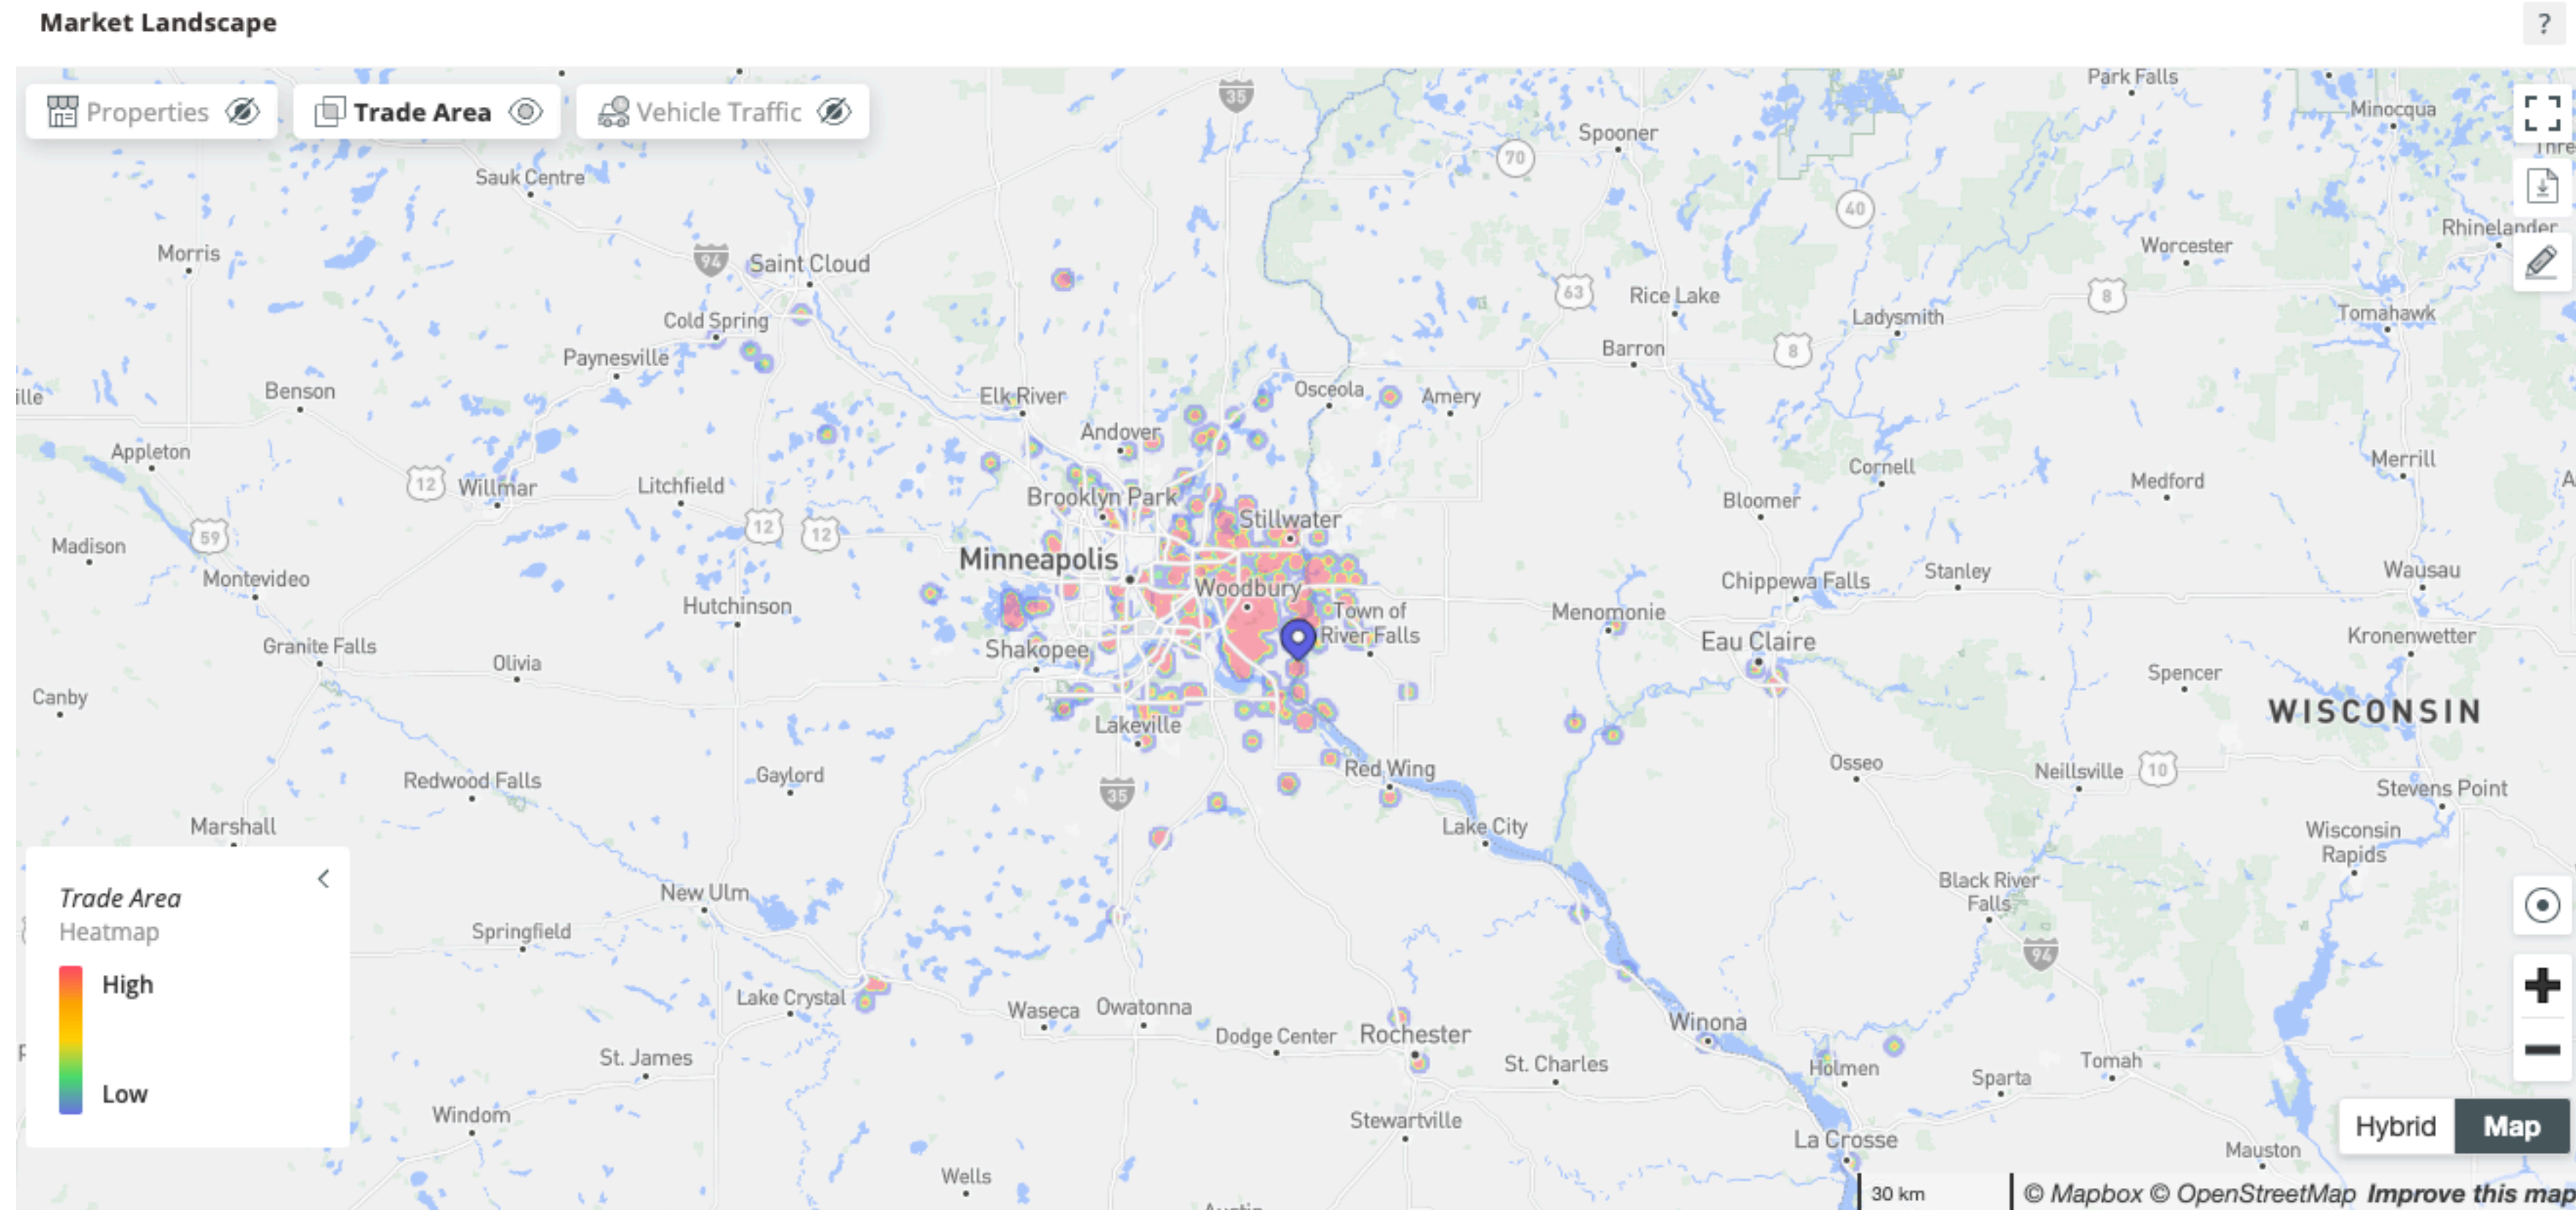 Market Landscape
?
Properties
Trade Area
Vehicle Traffic
35
Park Falls
Minocqua
Spooner
70
Thre
Sauk Centre
40
Rhinelander
Worcester
Morris
94
Saint Cloud
63
Rice Lake
8
Ladysmith
Tomahawk
Cold Spring
Paynesville
Barron
8
Benson
ille
Elk River
Osceola
Amery
Andover
Appleton
Merrill
Cornell
Medford
12
Willmar
Litchfield
Brooklyn Park
Bloomer
59
12
12
Stillwater
Madison
Minneapolis
Montevideo
Woodbury
Chippewa Falls
Stanley
Wausau
Hutchinson
Town of
River Falls
Menomonie
Kronenwetter
Granite Falls
Shakopee
Eau Claire
Olivia
Spencer
Canby
WISCONSIN
Lakeville
Redwood Falls
Gaylord
Red Wing
Osseo
Neillsville
10
Stevens Point
35
Marshall
Lake City
Wisconsin
Rapids
Trade Area
Heatmap
High
Low
New Ulm
Black River
Falls
Springfield
94
Lake Crystal
Waseca
Owatonna
Dodge Center
Rochester
Winona
St. James
St. Charles
Holmen
Tomah
Sparta
Windom
Stewartville
La Crosse
Mauston
Hybrid
Map
Wells
30 km
© Mapbox © OpenStreetMap Improve this map